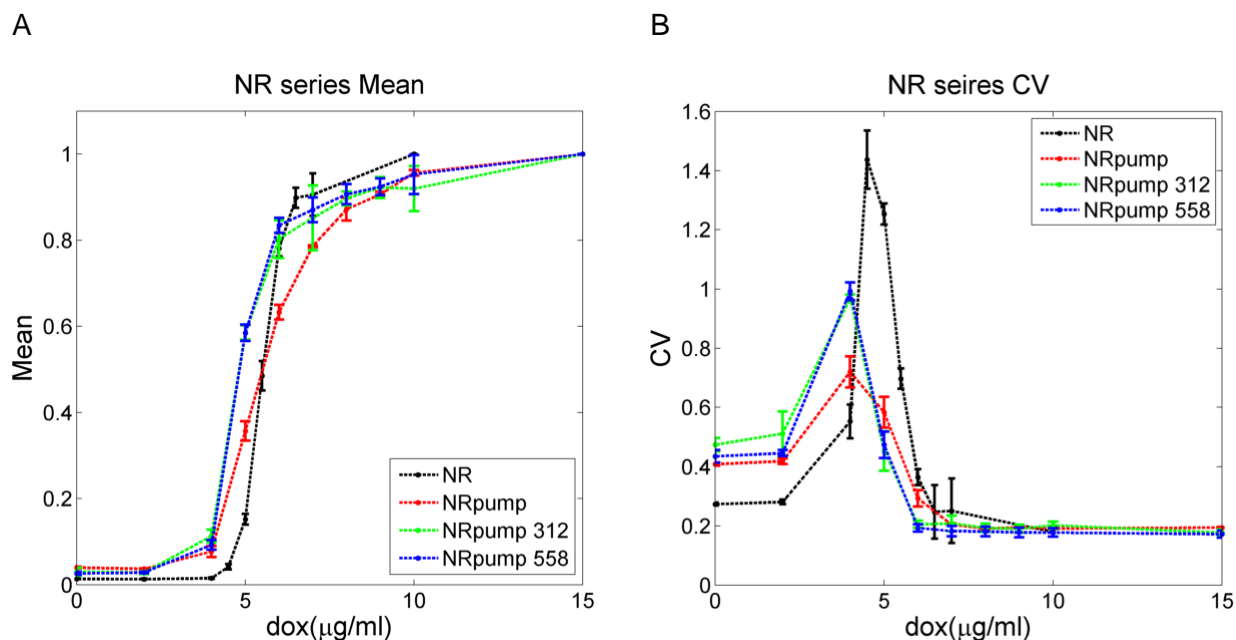 A
B
NR series Mean
Mean
1
0.8
0.6
0.4
0.2
0
0
5
10
15
dox(μg/ml)
NR
NRpump
NRpump 312
NRpump 558
NR seires CV
CV
1.6
1.4
1.2
1
0.8
0.6
0.4
0.2
0
0
5
10
15
dox(μg/ml)
NR
NRpump
NRpump 312
NRpump 558